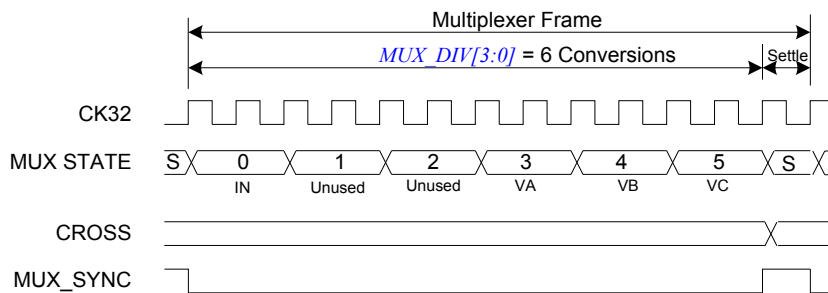 Multiplexer Frame
MUX_DIV[3:0] = 6 Conversions
Settle
CK32
MUX STATE
S 0 1 2 3 4 5 S
IN Unused Unused VA VB VC
CROSS
MUX_SYNC